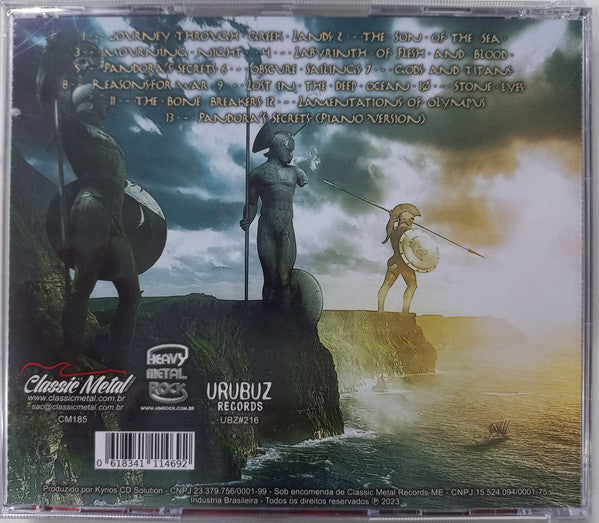 1 ··· Journey Through Greek Lands 2 ··· The Son of the Sea
3 ··· Mourning Night ··· 4 ··· Labyrinth of Flesh and Blood
5 ··· Pandora's Secrets 6 ··· Obscure Sailings 7 ··· Gods and Titans
8 ··· Reasons for War ··· 9 ··· Lost in the Deep Ocean 10 ··· Stone Eyes
11 ··· The Bone Breakers 12 ··· Lamentations of Olympus
13 ··· Pandora's Secrets (Piano Version)
Classic Metal
www.classicmetal.com.br
sac@classicmetal.com.br
CM185
HEAVY
METAL
ROCK
WWW.HMROCK.COM.BR
URUBUZ
RECORDS
UBZ#216
0 618341 114692
Produzido por Kyrios CD Solution - CNPJ 23.379.756/0001-99 - Sob encomenda de Classic Metal Records-ME - CNPJ 15.524.094/0001-75
Indústria Brasileira - Todos os direitos reservados ℗ 2023